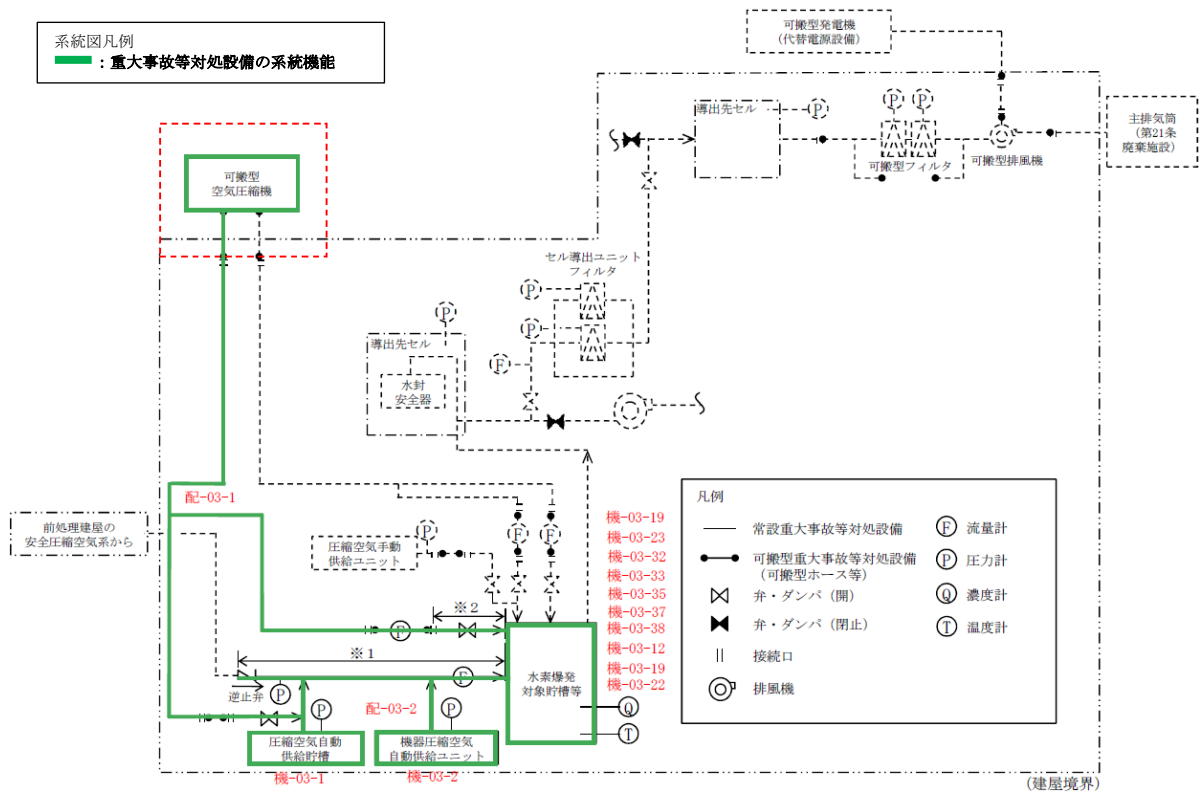 系統図凡例
：重大事故等対処設備の系統機能
可搬型発電機
（代替電源設備）
主排気筒
（第21条
廃棄施設）
導出先セル
P
P
P
可搬型フィルタ
可搬型排風機
可搬型
空気圧縮機
セル導出ユニット
フィルタ
P
P
P
F
導出先セル
水封
安全器
配-03-1
前処理建屋の
安全圧縮空気系から
圧縮空気手動
供給ユニット
P
F
F
機-03-19
機-03-23
機-03-32
機-03-33
機-03-35
機-03-37
機-03-38
機-03-12
機-03-19
機-03-22
※2
F
※1
F
逆止弁
P
P
配-03-2
P
水素爆発
対象貯槽等
Q
T
圧縮空気自動
供給貯槽
機器圧縮空気
自動供給ユニット
機-03-1
機-03-2
凡例
常設重大事故等対処設備
可搬型重大事故等対処設備
（可搬型ホース等）
弁・ダンパ（開）
弁・ダンパ（閉止）
接続口
排風機
F 流量計
P 圧力計
Q 濃度計
T 温度計
(建屋境界)